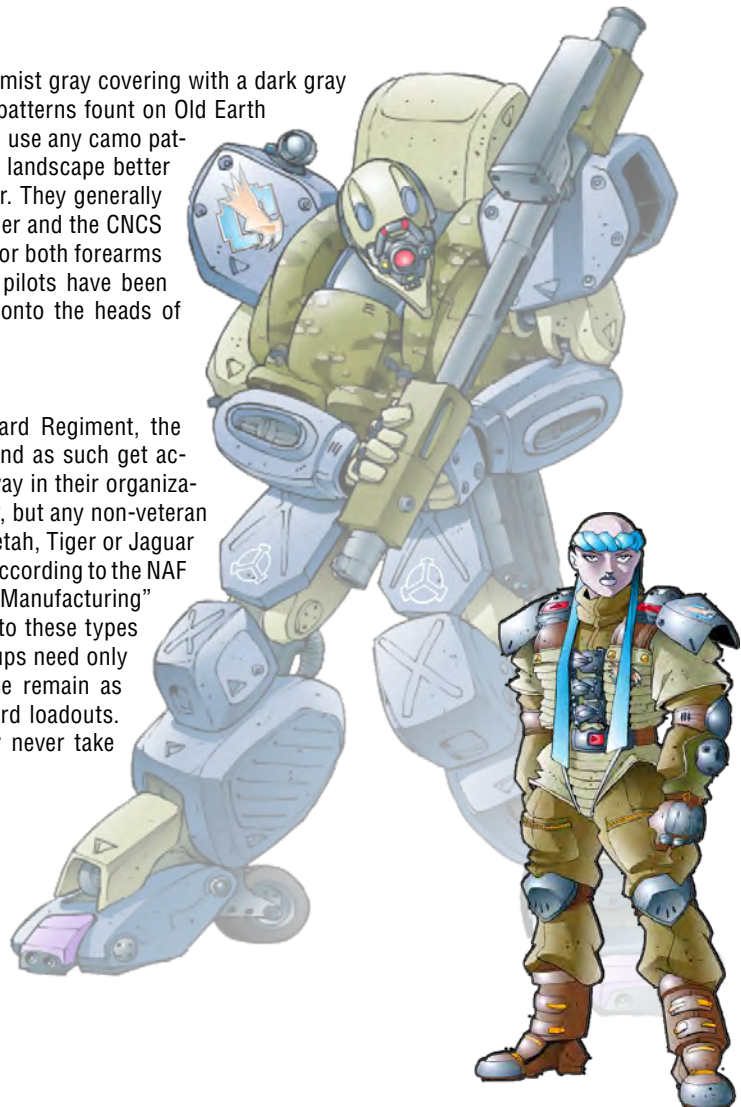 mist gray covering with a dark gray
patterns fount on Old Earth
use any camo pat-
landscape better
r. They generally
er and the CNCS
or both forearms
pilots have been
onto the heads of
ard Regiment, the
nd as such get ac-
vay in their organiza-
, but any non-veteran
etah, Tiger or Jaguar
according to the NAF
Manufacturing”
to these types
ups need only
e remain as
rd loadouts.
never take